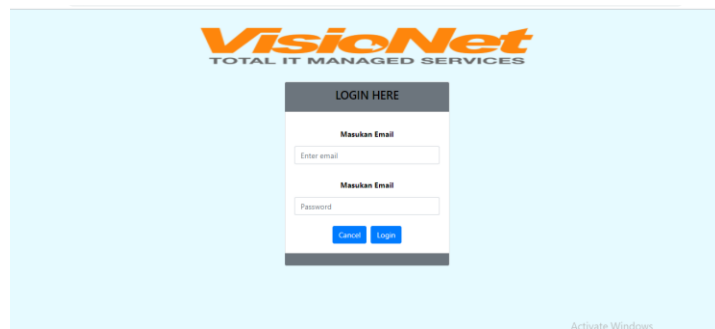 VisioNet
TOTAL IT MANAGED SERVICES
LOGIN HERE
Masukan Email
Enter email
Masukan Email
Password
Cancel Login
Activate Windows